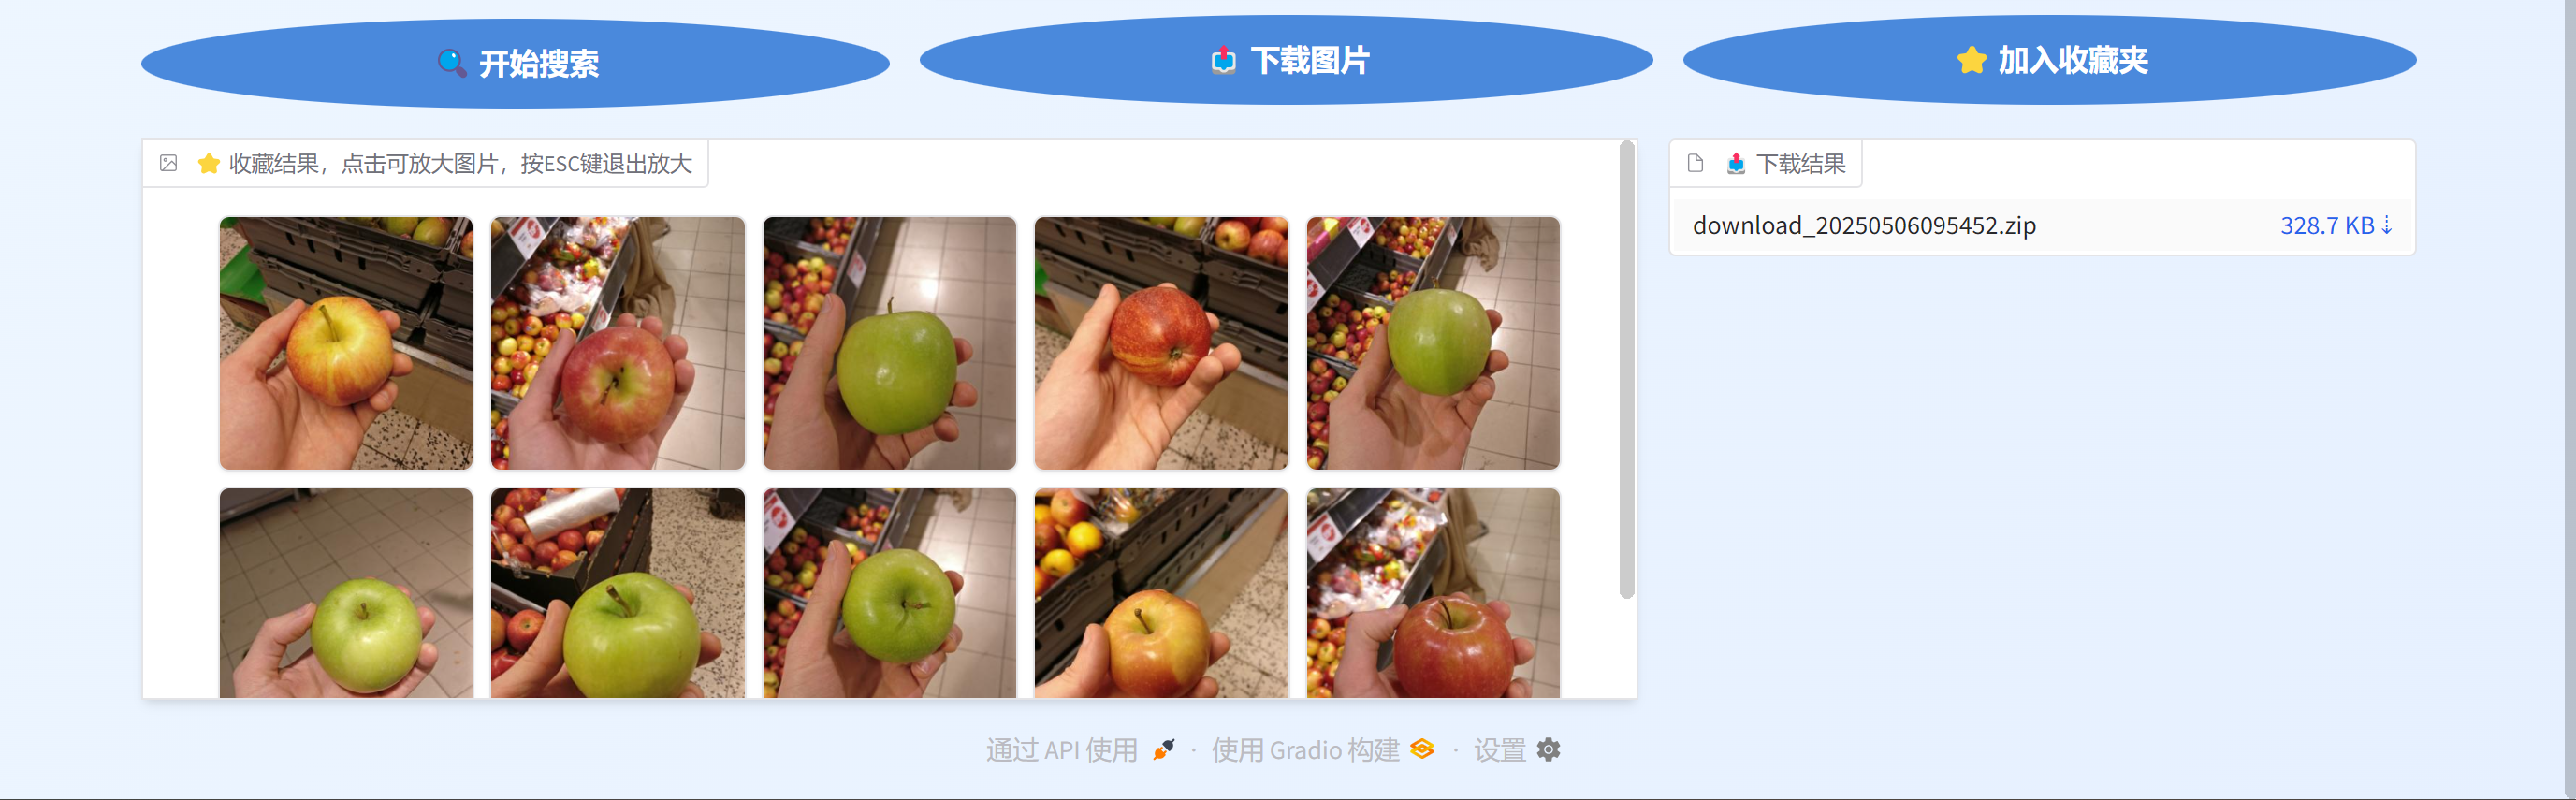 开始搜索
下载图片
加入收藏夹
收藏结果，点击可放大图片，按ESC键退出放大
下载结果
download_20250506095452.zip
328.7 KB ⇣
通过 API 使用 · 使用 Gradio 构建 · 设置